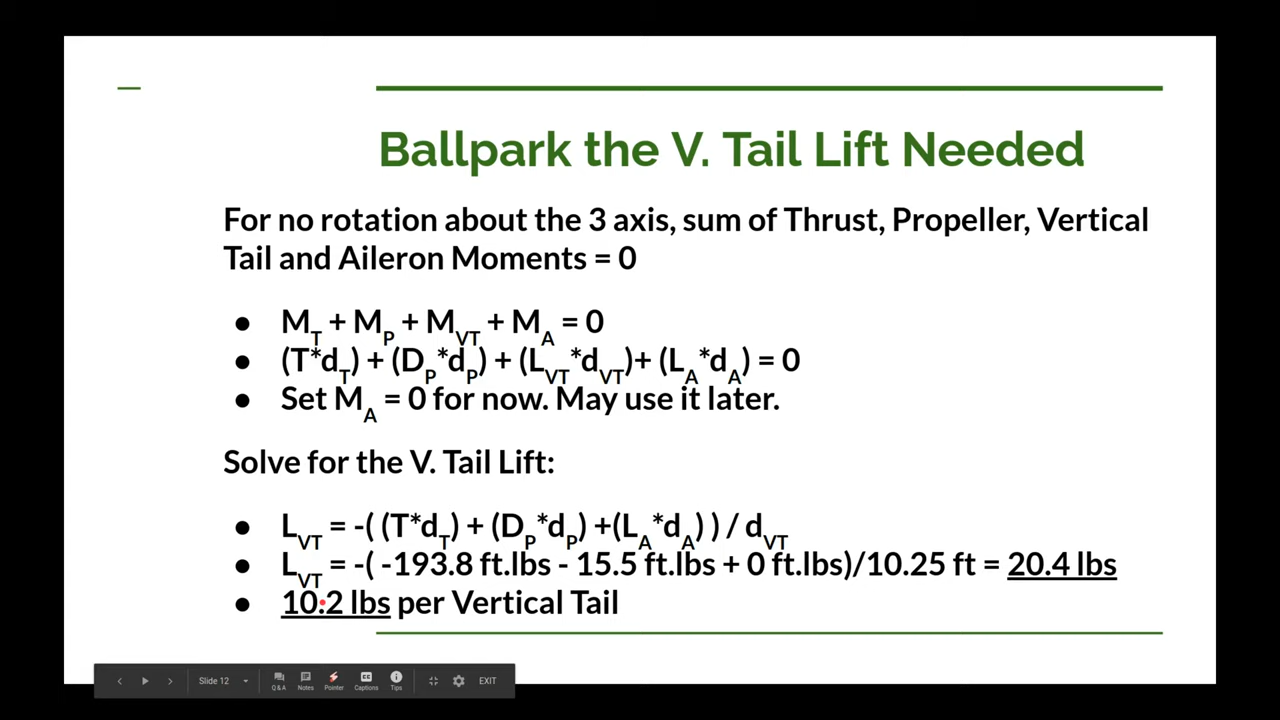 Ballpark the V. Tail Lift Needed
For no rotation about the 3 axis, sum of Thrust, Propeller, Vertical
Tail and Aileron Moments = 0
● M_T + M_P + M_VT + M_A = 0
● (T*d_T) + (D_P*d_P) + (L_VT*d_VT)+ (L_A*d_A) = 0
● Set M_A = 0 for now. May use it later.
Solve for the V. Tail Lift:
● L_VT = -( (T*d_T) + (D_P*d_P) +(L_A*d_A) ) / d_VT
● L_VT = -( -193.8 ft.lbs - 15.5 ft.lbs + 0 ft.lbs)/10.25 ft = 20.4 lbs
● 10.2 lbs per Vertical Tail
Slide 12
Q & A Notes Pointer Captions Tips
EXIT